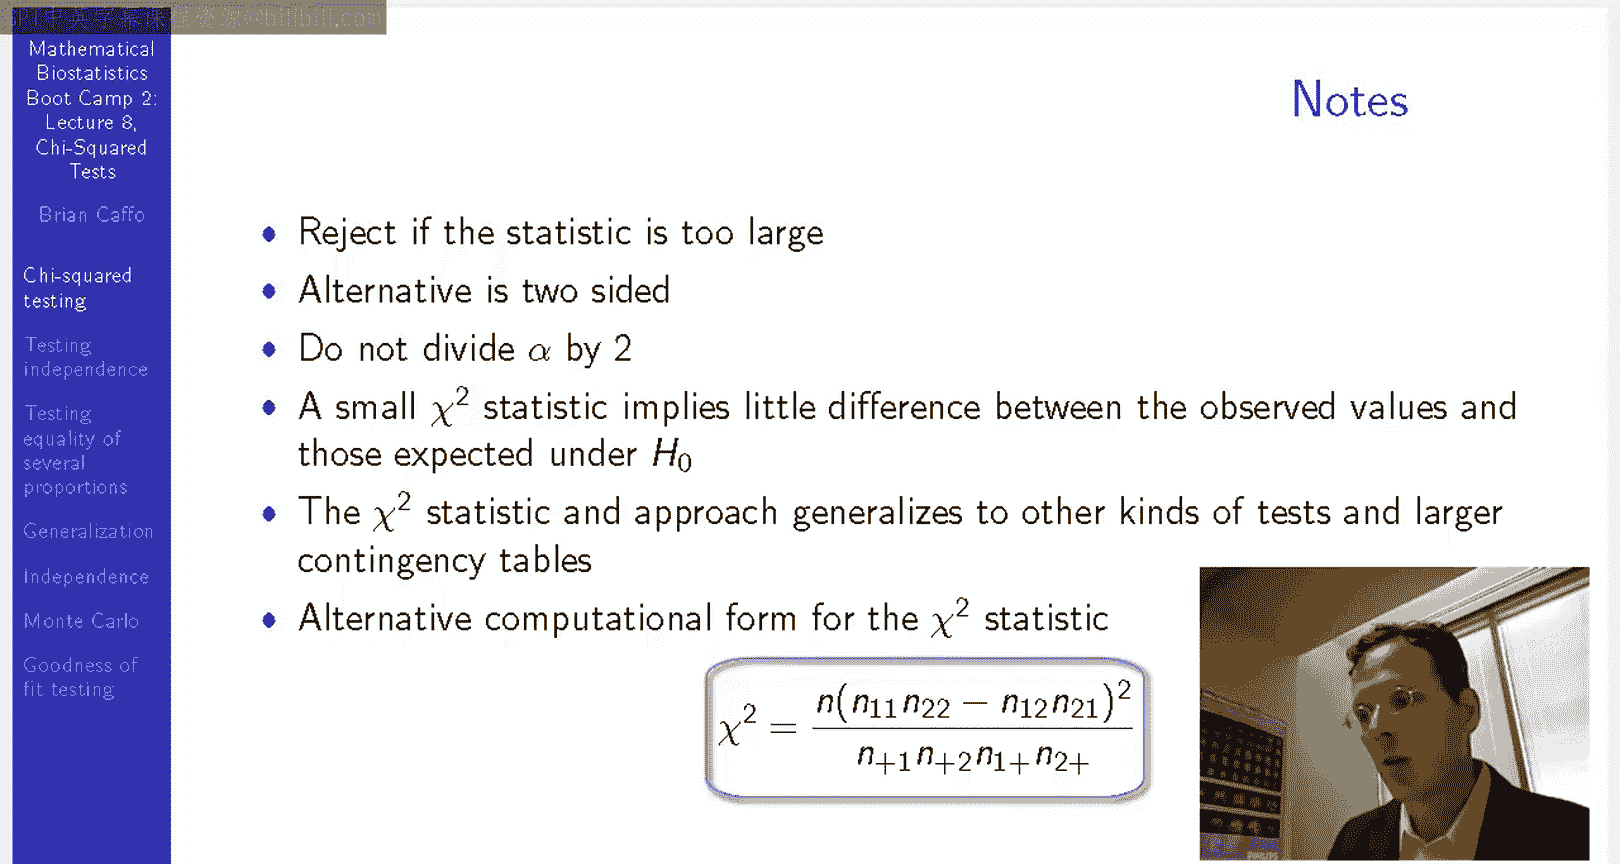 Mathematical
Biostatistics
Boot Camp 2:
Lecture 8,
Chi-Squared
Tests
Brian Caffo
Chi-squared
testing
Testing
independence
Testing
equality of
several
proportions
Generalization
Independence
Monte Carlo
Goodness of
fit testing
Notes
• Reject if the statistic is too large
• Alternative is two sided
• Do not divide α by 2
• A small χ² statistic implies little difference between the observed values and
those expected under H₀
• The χ² statistic and approach generalizes to other kinds of tests and larger
contingency tables
• Alternative computational form for the χ² statistic
χ² = n(n₁₁n₂₂ − n₁₂n₂₁)² / n₊₁n₊₂n₁₊n₂₊